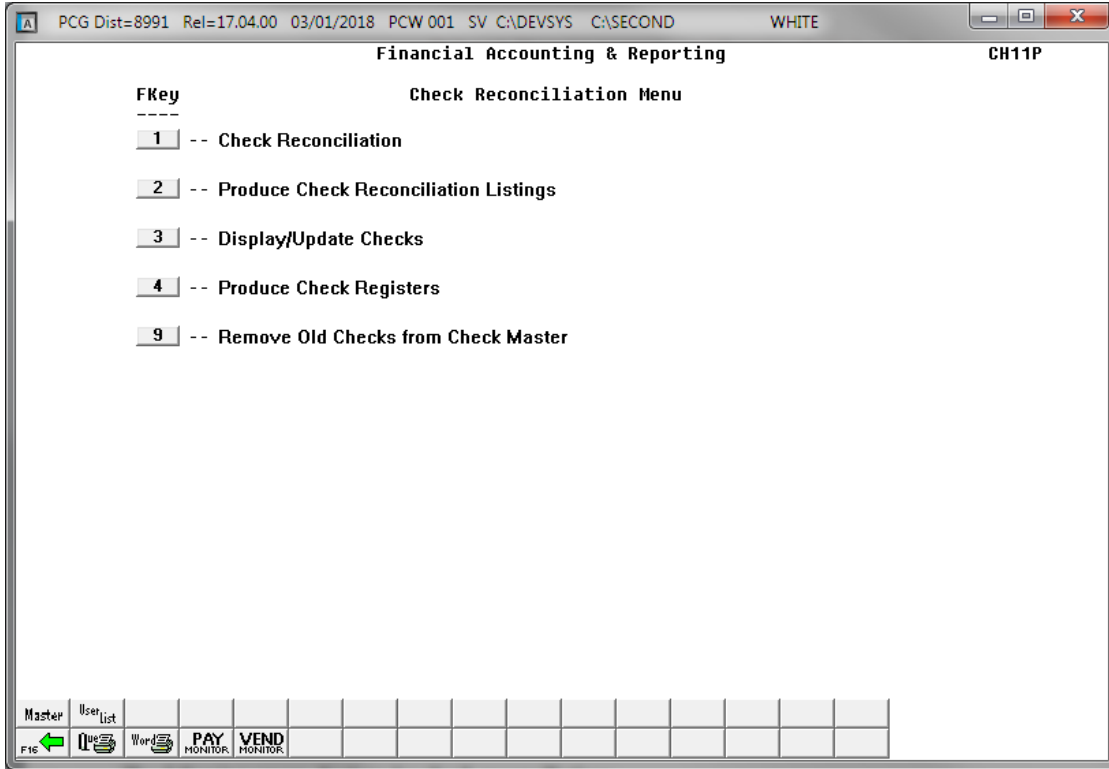 PCG Dist=8991 Rel=17.04.00 03/01/2018 PCW 001 SV C:\DEVSYS C:\SECOND WHITE
Financial Accounting & Reporting CH11P
FKey Check Reconciliation Menu
----
1 -- Check Reconciliation
2 -- Produce Check Reconciliation Listings
3 -- Display/Update Checks
4 -- Produce Check Registers
9 -- Remove Old Checks from Check Master
Master User List
F16 Que Word PAY MONITOR VEND MONITOR